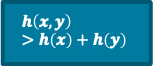 h(x, y)
> h(x) + h(y)